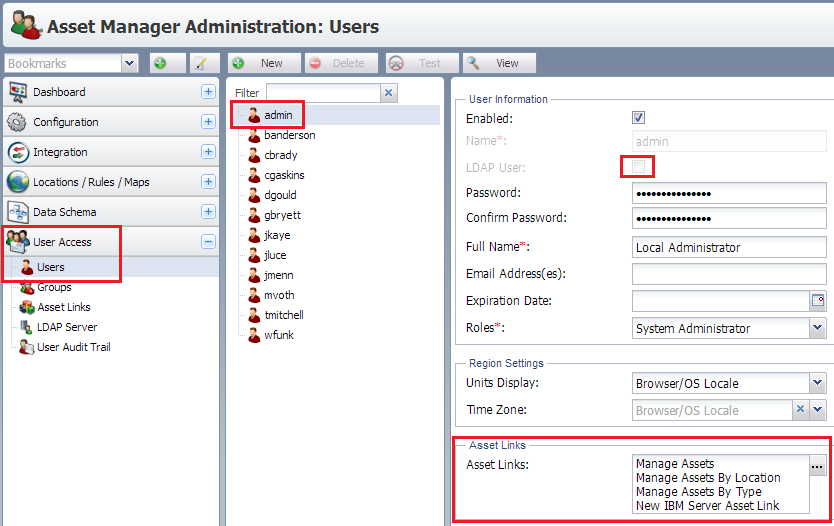 Asset Manager Administration: Users
Bookmarks
New
Delete
Test
View
Dashboard
Configuration
Integration
Locations / Rules / Maps
Data Schema
User Access
Users
Groups
Asset Links
LDAP Server
User Audit Trail
Filter
admin
banderson
cbrady
cgaskins
dgould
gbryett
jkaye
jluce
jmenn
mvoth
tmitchell
wfunk
User Information
Enabled:
Name*: admin
LDAP User:
Password: •••••••••••••••
Confirm Password: •••••••••••••••
Full Name*: Local Administrator
Email Address(es):
Expiration Date:
Roles*: System Administrator
Region Settings
Units Display: Browser/OS Locale
Time Zone: Browser/OS Locale
Asset Links
Asset Links: Manage Assets ...
Manage Assets By Location
Manage Assets By Type
New IBM Server Asset Link